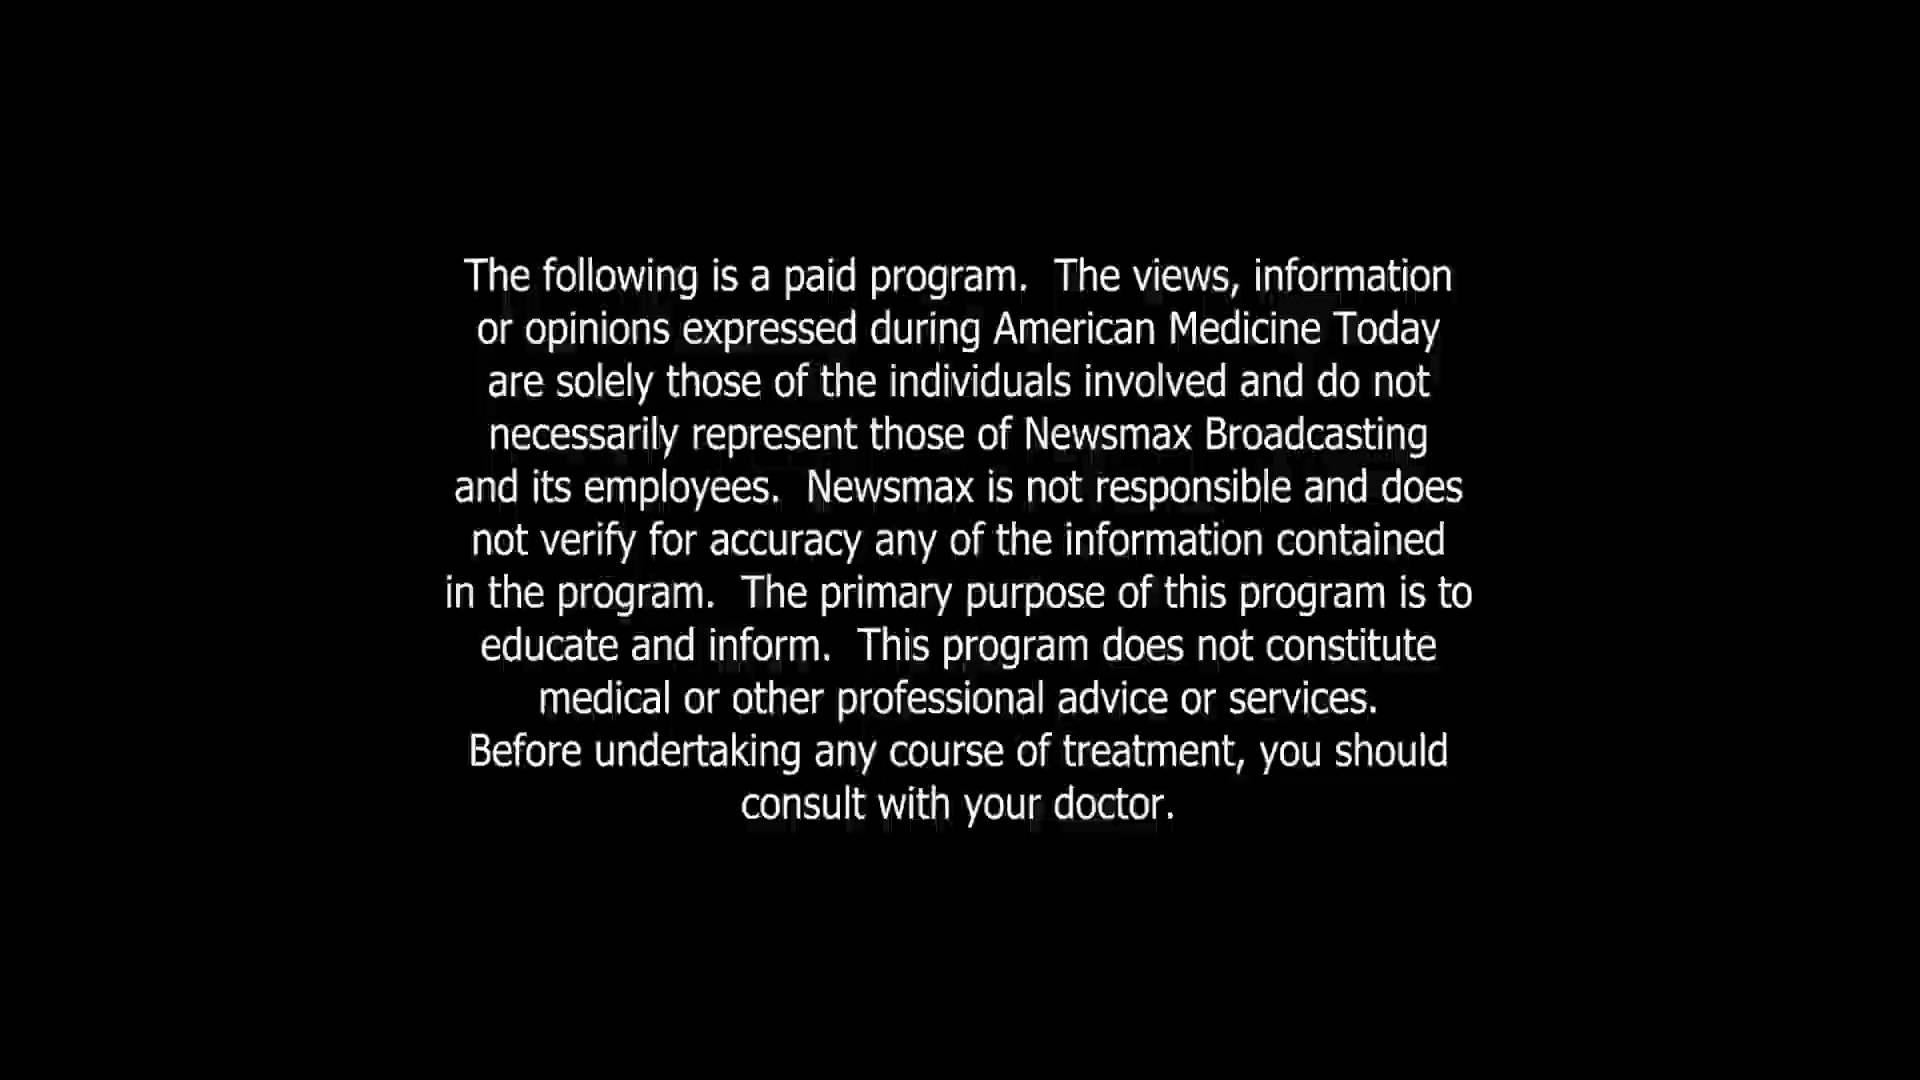 The following is a paid program.  The views, information
or opinions expressed during American Medicine Today
are solely those of the individuals involved and do not
necessarily represent those of Newsmax Broadcasting
and its employees.  Newsmax is not responsible and does
not verify for accuracy any of the information contained
in the program.  The primary purpose of this program is to
educate and inform.  This program does not constitute
medical or other professional advice or services.
Before undertaking any course of treatment, you should
consult with your doctor.